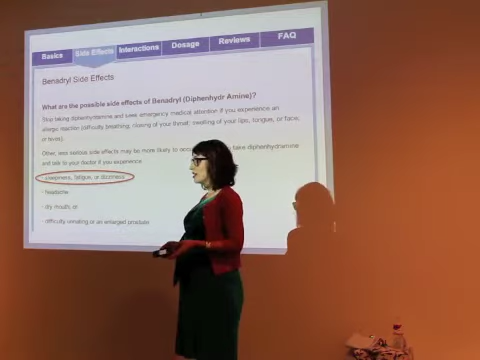 Basics Side Effects Interactions Dosage Reviews FAQ
Benadryl Side Effects
What are the possible side effects of Benadryl (Diphenhydr Amine)?
Stop taking diphenhydramine and seek emergency medical attention if you experience an
allergic reaction (difficulty breathing; closing of your throat; swelling of your lips, tongue, or face;
or hives).
Other, less serious side effects may be more likely to occur take diphenhydramine
and talk to your doctor if you experience
· sleepiness, fatigue, or dizziness
· headache
· dry mouth; or
· difficulty urinating or an enlarged prostate